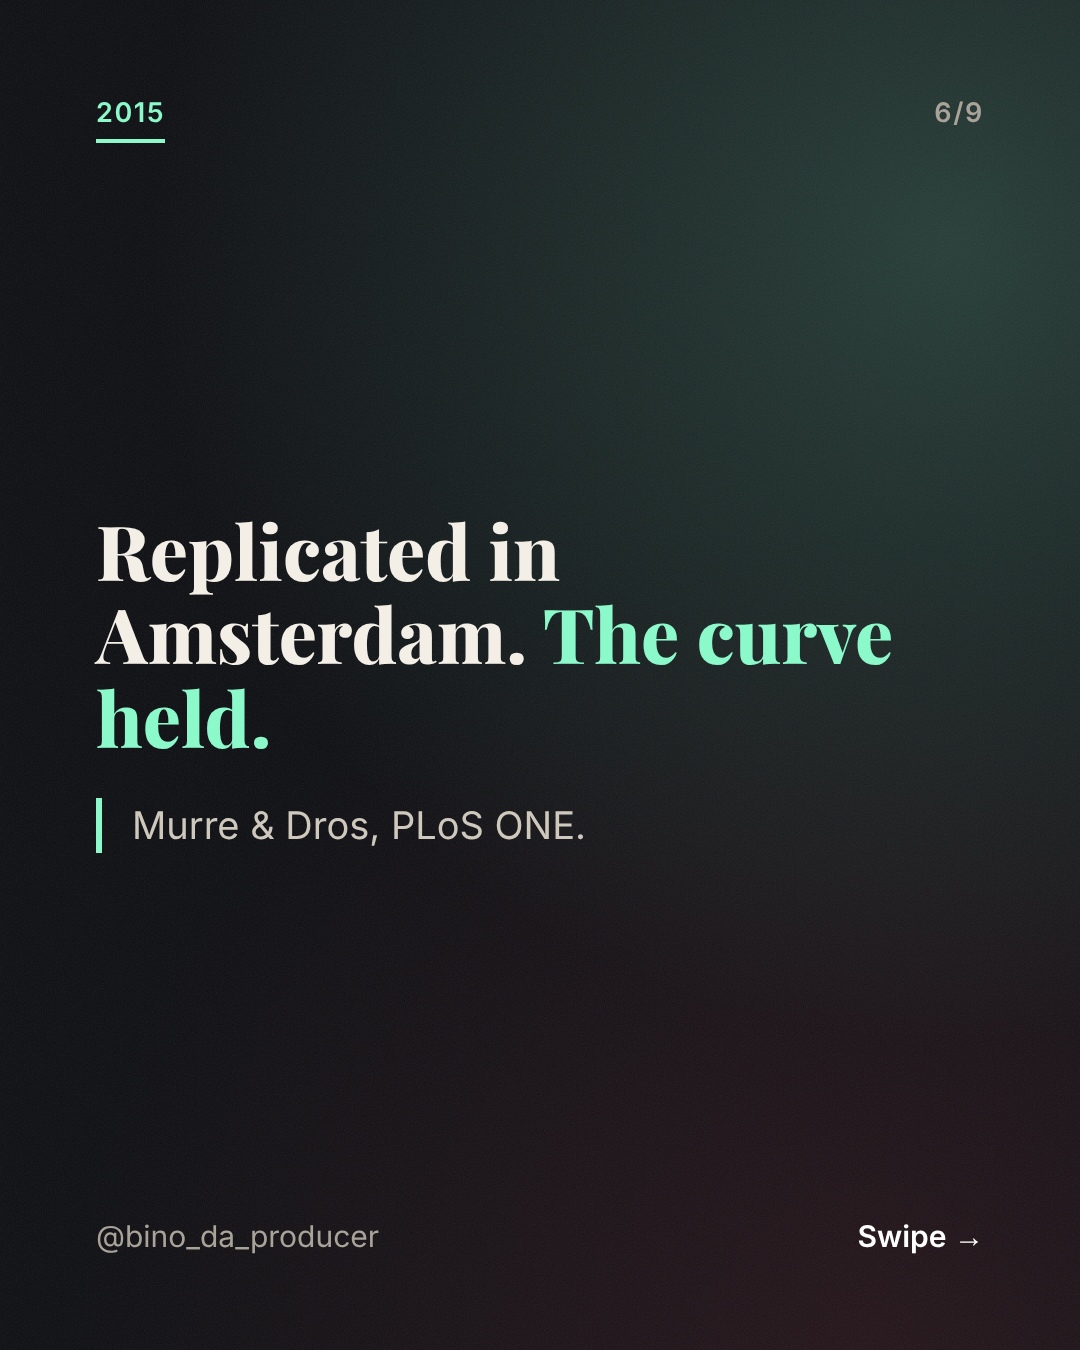 2015
6/9
Replicated in
Amsterdam. The curve
held.
Murre & Dros, PLoS ONE.
@bino_da_producer
Swipe →